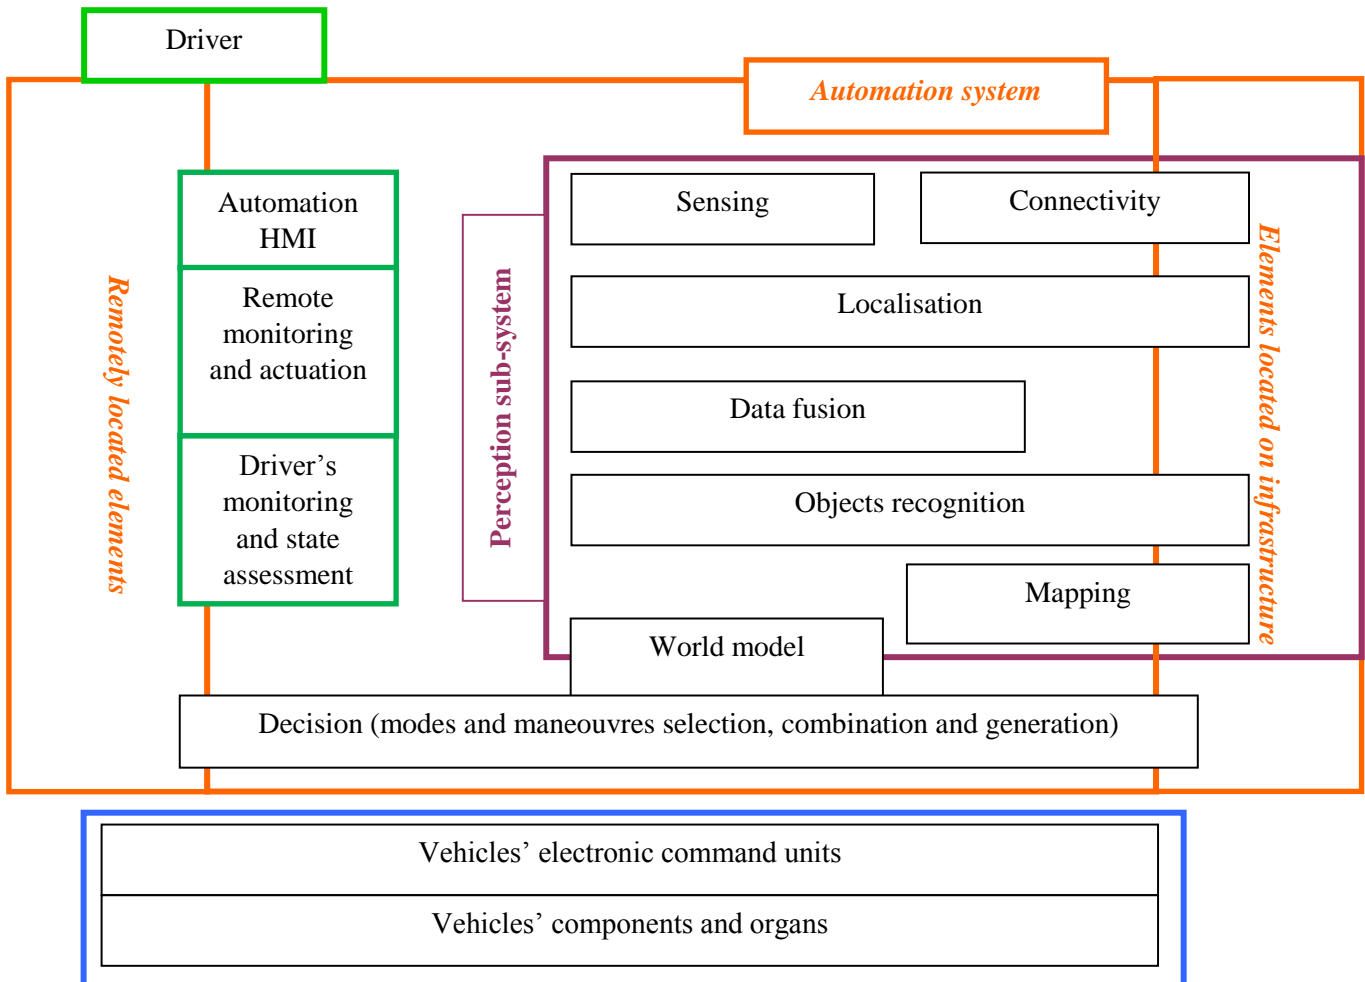 Driver
Automation system
Automation
HMI
Remote
monitoring
and actuation
Driver’s
monitoring
and state
assessment
Remotely located elements
Perception sub-system
Sensing
Connectivity
Localisation
Data fusion
Objects recognition
Mapping
World model
Elements located on infrastructure
Decision (modes and maneouvres selection, combination and generation)
Vehicles’ electronic command units
Vehicles’ components and organs